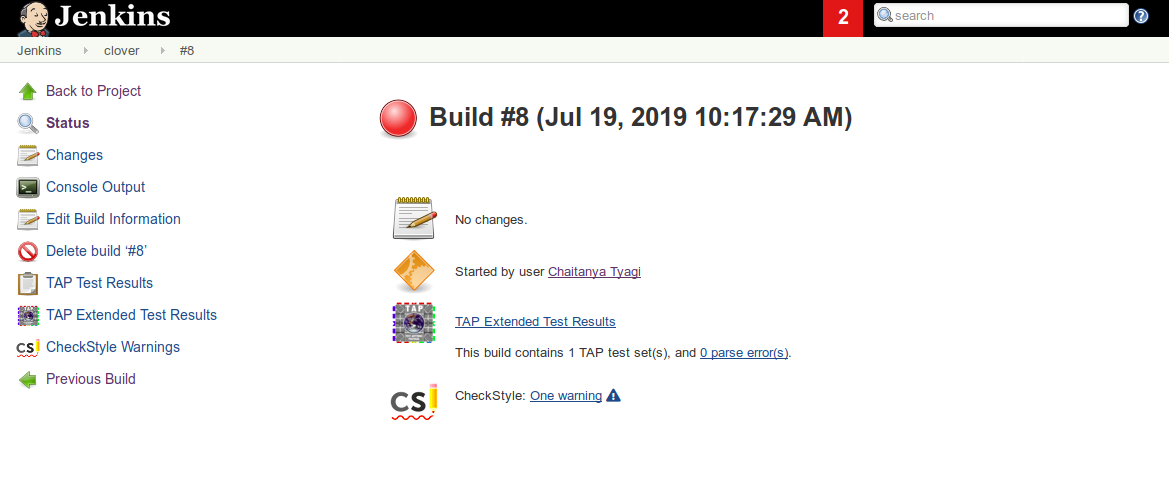 Jenkins
2
search
Jenkins clover #8
Back to Project
Status
Changes
Console Output
Edit Build Information
Delete build ‘#8’
TAP Test Results
TAP Extended Test Results
CheckStyle Warnings
Previous Build
Build #8 (Jul 19, 2019 10:17:29 AM)
No changes.
Started by user Chaitanya Tyagi
TAP
TAP Extended Test Results
This build contains 1 TAP test set(s), and 0 parse error(s).
CS
CheckStyle: One warning